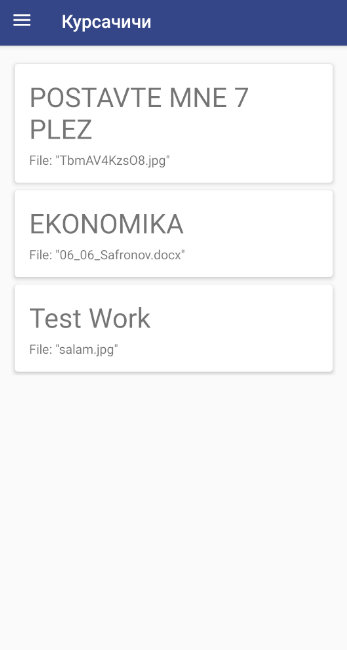 Курсачичи
POSTAVTE MNE 7
PLEZ
File: "TbmAV4KzsO8.jpg"
EKONOMIKA
File: "06_06_Safronov.docx"
Test Work
File: "salam.jpg"